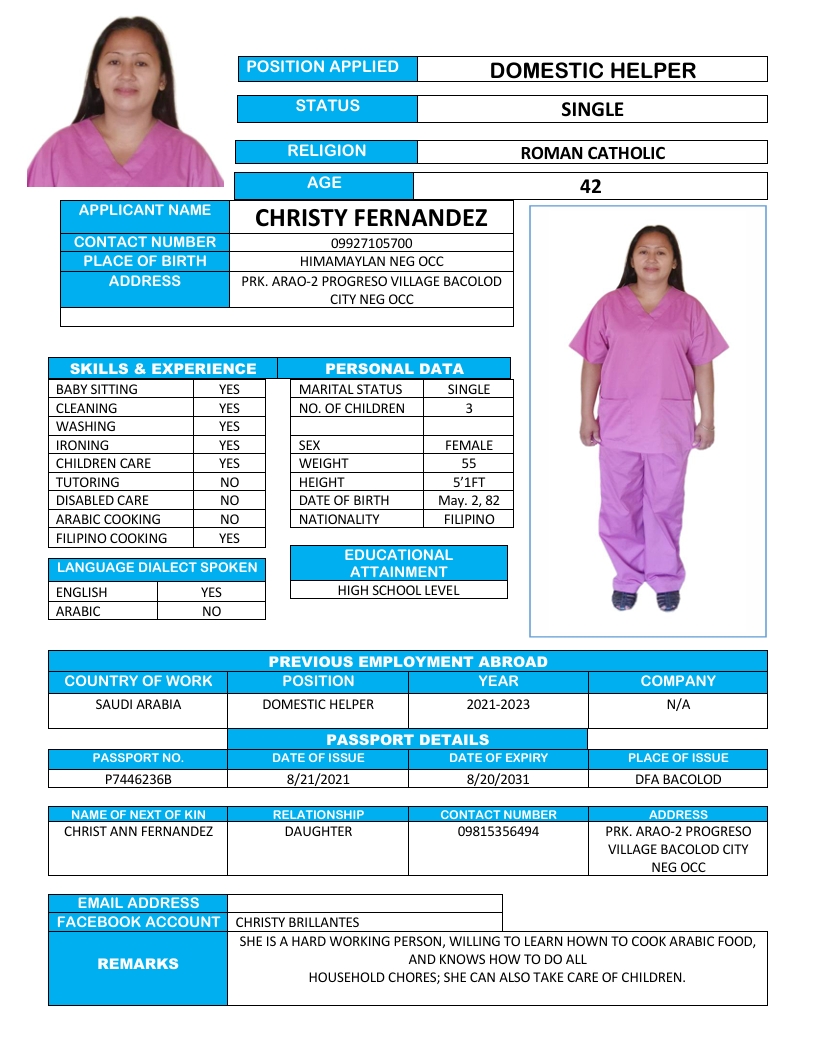 POSITION APPLIED DOMESTIC HELPER
STATUS SINGLE
RELIGION ROMAN CATHOLIC
AGE 42
APPLICANT NAME CHRISTY FERNANDEZ
CONTACT NUMBER 09927105700
PLACE OF BIRTH HIMAMAYLAN NEG OCC
ADDRESS PRK. ARAO-2 PROGRESO VILLAGE BACOLOD
CITY NEG OCC
SKILLS & EXPERIENCE PERSONAL DATA
BABY SITTING YES MARITAL STATUS SINGLE
CLEANING YES NO. OF CHILDREN 3
WASHING YES
IRONING YES SEX FEMALE
CHILDREN CARE YES WEIGHT 55
TUTORING NO HEIGHT 5’1FT
DISABLED CARE NO DATE OF BIRTH May. 2, 82
ARABIC COOKING NO NATIONALITY FILIPINO
FILIPINO COOKING YES
LANGUAGE DIALECT SPOKEN
ENGLISH YES
ARABIC NO
EDUCATIONAL
ATTAINMENT
HIGH SCHOOL LEVEL
PREVIOUS EMPLOYMENT ABROAD
COUNTRY OF WORK POSITION YEAR COMPANY
SAUDI ARABIA DOMESTIC HELPER 2021-2023 N/A
PASSPORT DETAILS
PASSPORT NO. DATE OF ISSUE DATE OF EXPIRY PLACE OF ISSUE
P7446236B 8/21/2021 8/20/2031 DFA BACOLOD
NAME OF NEXT OF KIN RELATIONSHIP CONTACT NUMBER ADDRESS
CHRIST ANN FERNANDEZ DAUGHTER 09815356494 PRK. ARAO-2 PROGRESO
VILLAGE BACOLOD CITY
NEG OCC
EMAIL ADDRESS
FACEBOOK ACCOUNT CHRISTY BRILLANTES
REMARKS
SHE IS A HARD WORKING PERSON, WILLING TO LEARN HOWN TO COOK ARABIC FOOD,
AND KNOWS HOW TO DO ALL
HOUSEHOLD CHORES; SHE CAN ALSO TAKE CARE OF CHILDREN.